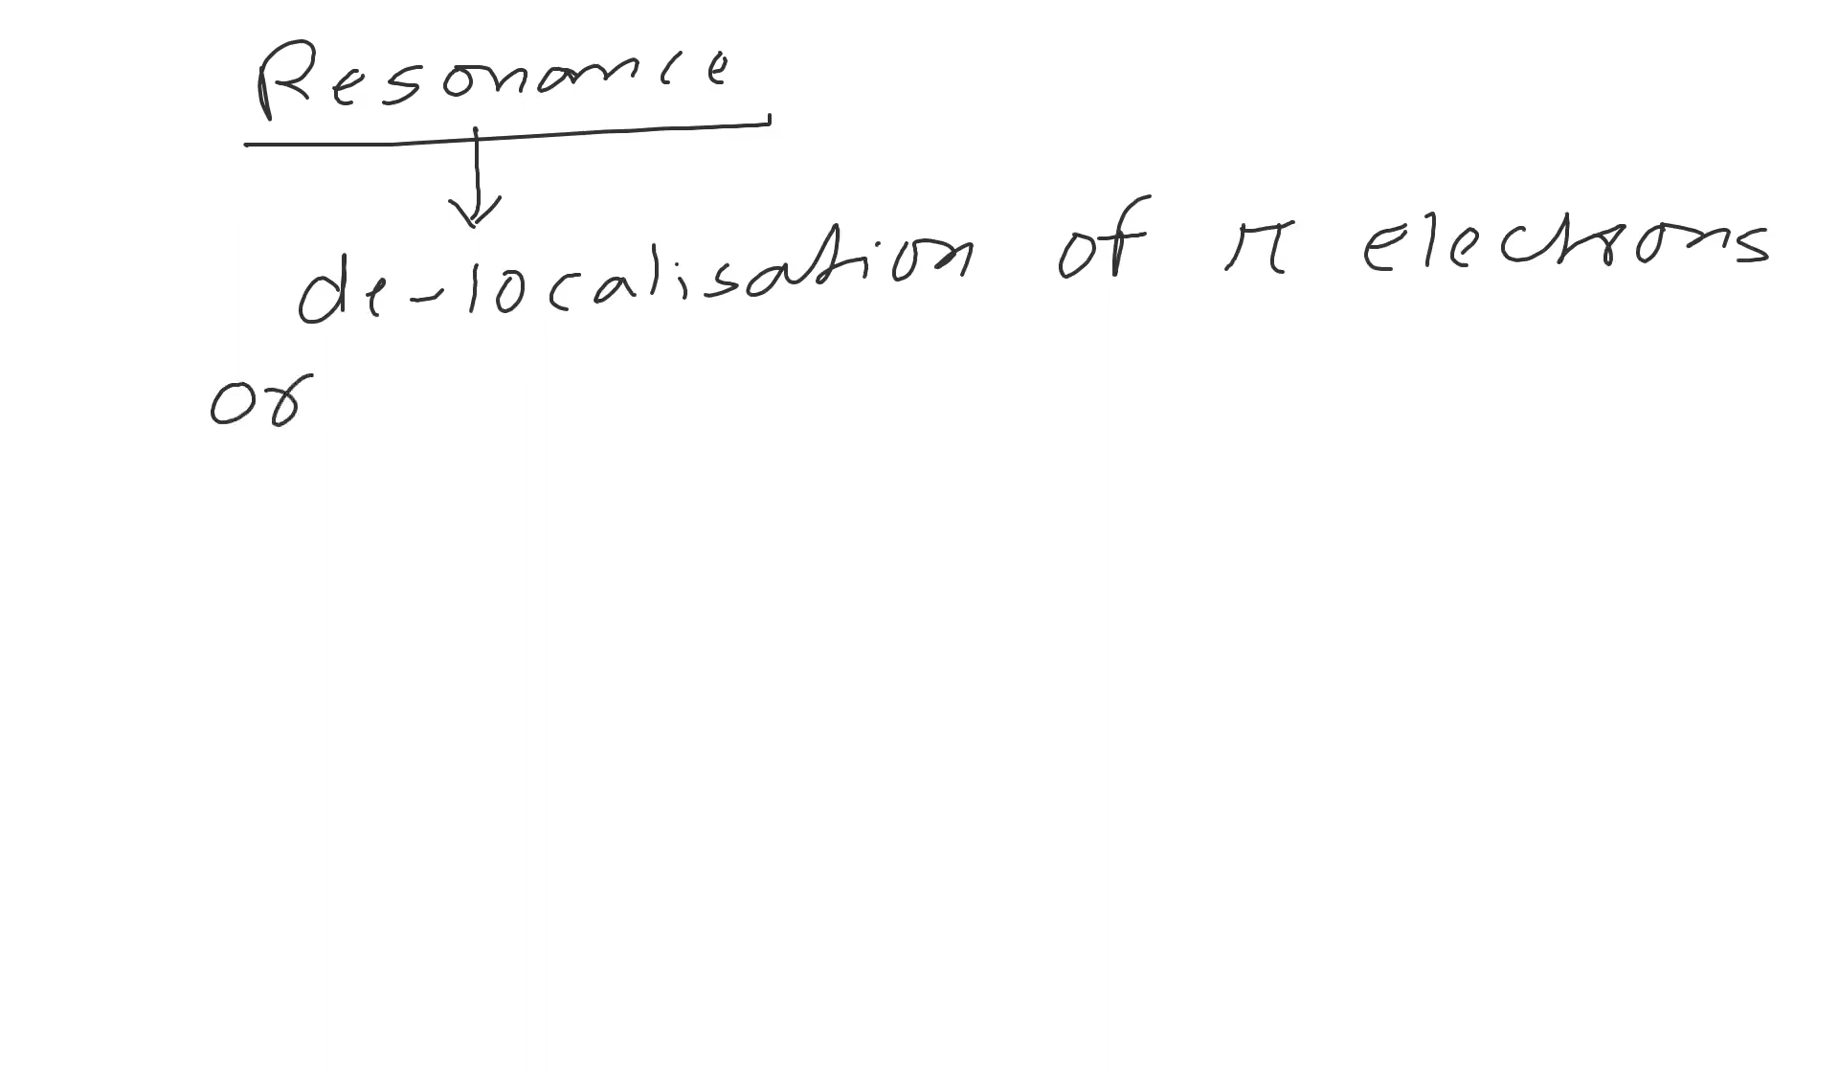 Resonance
de-localisation of π electrons
or